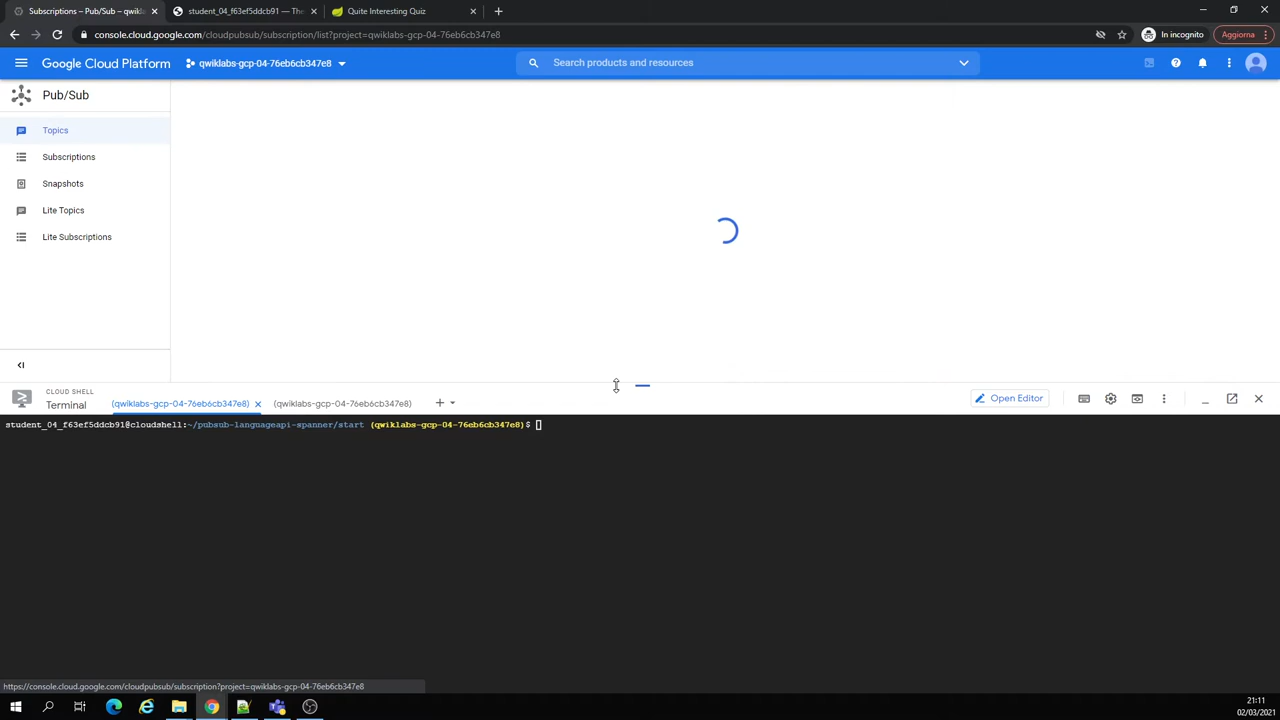 Subscriptions – Pub/Sub – qwikl
student_04_f63ef5ddcb91 — The
Quite Interesting Quiz
console.cloud.google.com/cloudpubsub/subscription/list?project=qwiklabs-gcp-04-76eb6cb347e8
In incognito
Aggiorna
Google Cloud Platform
qwiklabs-gcp-04-76eb6cb347e8
Search products and resources
Pub/Sub
Topics
Subscriptions
Snapshots
Lite Topics
Lite Subscriptions
CLOUD SHELL
Terminal
(qwiklabs-gcp-04-76eb6cb347e8)
(qwiklabs-gcp-04-76eb6cb347e8)
Open Editor
student_04_f63ef5ddcb91@cloudshell:~/pubsub-languageapi-spanner/start (qwiklabs-gcp-04-76eb6cb347e8)$
https://console.cloud.google.com/cloudpubsub/subscription?project=qwiklabs-gcp-04-76eb6cb347e8
21:11
02/03/2021